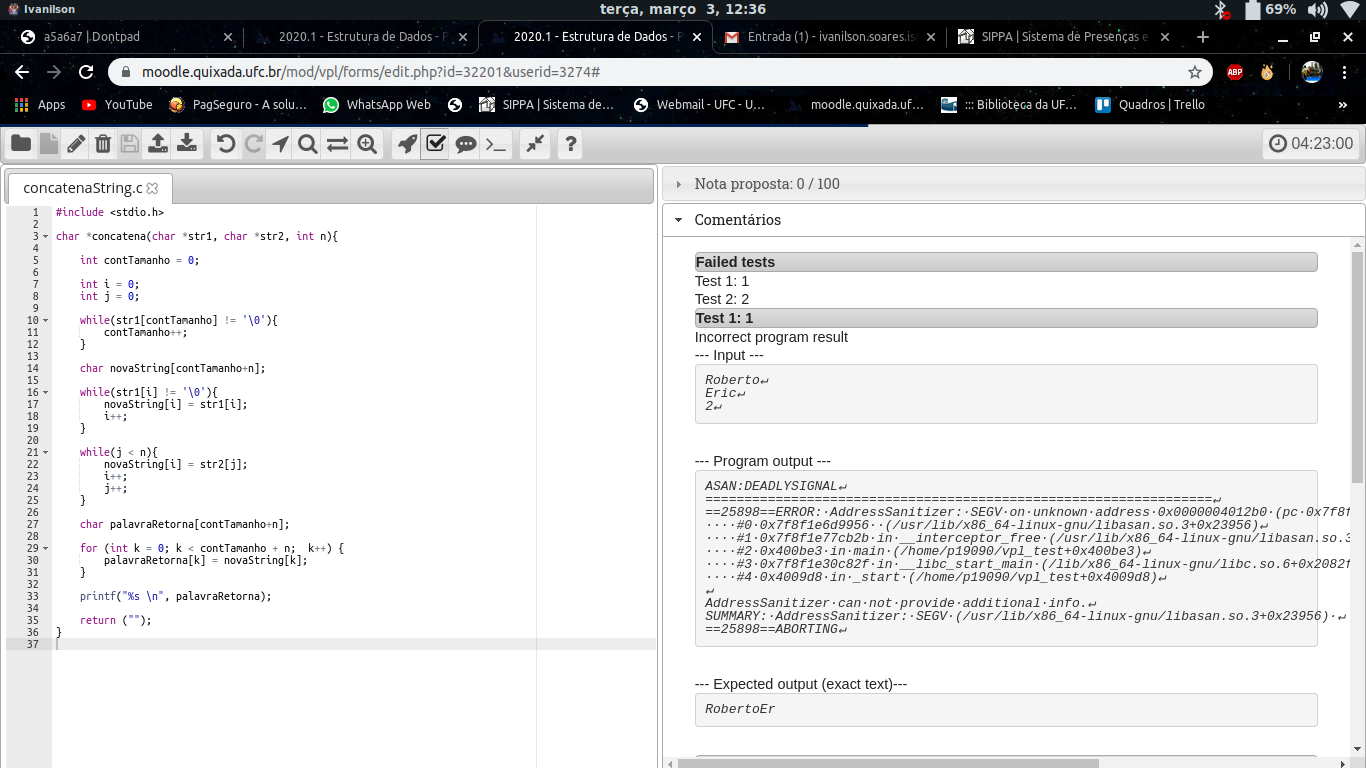 Ivanilson
terça, março 3, 12:36
69%
a5a6a7 | Dontpad
2020.1 - Estrutura de Dados - P
2020.1 - Estrutura de Dados - P
Entrada (1) - ivanilson.soares.is
SIPPA | Sistema de Presenças e
moodle.quixada.ufc.br/mod/vpl/forms/edit.php?id=32201&userid=3274#
ABP
Apps
YouTube
PagSeguro - A solu...
WhatsApp Web
SIPPA | Sistema de...
Webmail - UFC - U...
moodle.quixada.uf...
::: Biblioteca da UF...
Quadros | Trello
»
04:23:00
concatenaString.c
Nota proposta: 0 / 100
Comentários
1 #include <stdio.h>
2
3 char *concatena(char *str1, char *str2, int n){
4
5 int contTamanho = 0;
6
7 int i = 0;
8 int j = 0;
9
10 while(str1[contTamanho] != '\0'){
11 contTamanho++;
12 }
13
14 char novaString[contTamanho+n];
15
16 while(str1[i] != '\0'){
17 novaString[i] = str1[i];
18 i++;
19 }
20
21 while(j < n){
22 novaString[i] = str2[j];
23 i++;
24 j++;
25 }
26
27 char palavraRetorna[contTamanho+n];
28
29 for (int k = 0; k < contTamanho + n;  k++) {
30 palavraRetorna[k] = novaString[k];
31 }
32
33 printf("%s \n", palavraRetorna);
34
35 return ("");
36 }
37
Failed tests
Test 1: 1
Test 2: 2
Test 1: 1
Incorrect program result
--- Input ---
Roberto↵
Eric↵
2↵
--- Program output ---
ASAN:DEADLYSIGNAL↵
=================================================================↵
==25898==ERROR:·AddressSanitizer:·SEGV·on·unknown·address·0x0000004012b0·(pc·0x7f8f
····#0·0x7f8f1e6d9956··(/usr/lib/x86_64-linux-gnu/libasan.so.3+0x23956)↵
····#1·0x7f8f1e77cb2b·in·__interceptor_free·(/usr/lib/x86_64-linux-gnu/libasan.so.3
····#2·0x400be3·in·main·(/home/p19090/vpl_test+0x400be3)↵
····#3·0x7f8f1e30c82f·in·__libc_start_main·(/lib/x86_64-linux-gnu/libc.so.6+0x2082f
····#4·0x4009d8·in·_start·(/home/p19090/vpl_test+0x4009d8)↵
↵
AddressSanitizer·can·not·provide·additional·info.↵
SUMMARY:·AddressSanitizer:·SEGV·(/usr/lib/x86_64-linux-gnu/libasan.so.3+0x23956)·↵
==25898==ABORTING↵
--- Expected output (exact text)---
RobertoEr